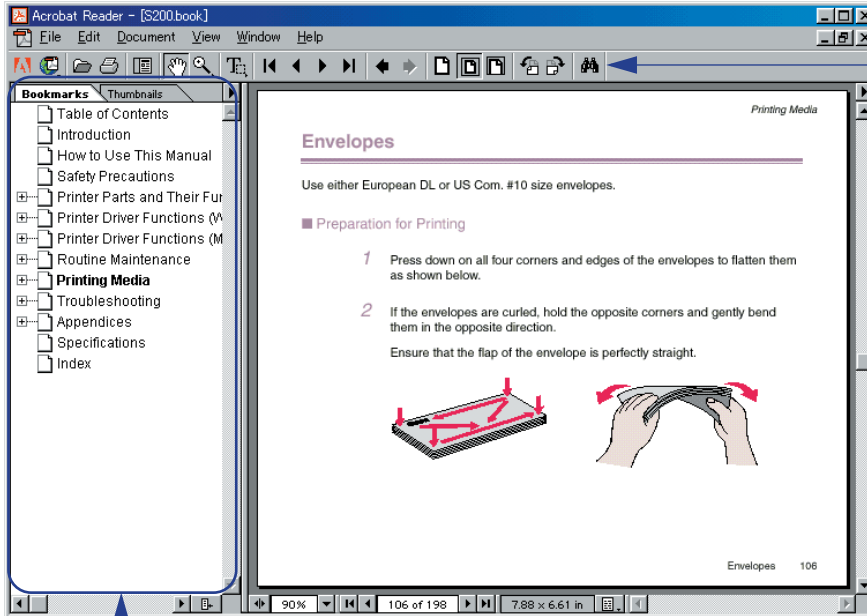 Acrobat Reader - [S200.book]
File Edit Document View Window Help
Bookmarks Thumbnails
Table of Contents
Introduction
How to Use This Manual
Safety Precautions
Printer Parts and Their Fur
Printer Driver Functions (W
Printer Driver Functions (M
Routine Maintenance
Printing Media
Troubleshooting
Appendices
Specifications
Index
Printing Media
Envelopes
Use either European DL or US Com. #10 size envelopes.
Preparation for Printing
1 Press down on all four corners and edges of the envelopes to flatten them
as shown below.
2 If the envelopes are curled, hold the opposite corners and gently bend
them in the opposite direction.
Ensure that the flap of the envelope is perfectly straight.
Envelopes 106
90% 106 of 198 7.88 x 6.61 in